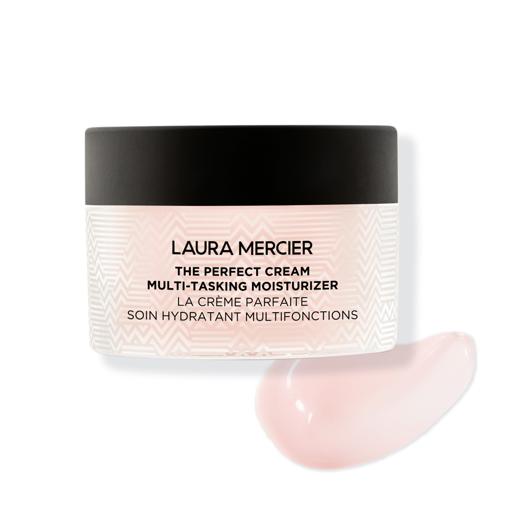 LAURA MERCIER
THE PERFECT CREAM
MULTI-TASKING MOISTURIZER
LA CRÈME PARFAITE
SOIN HYDRATANT MULTIFONCTIONS